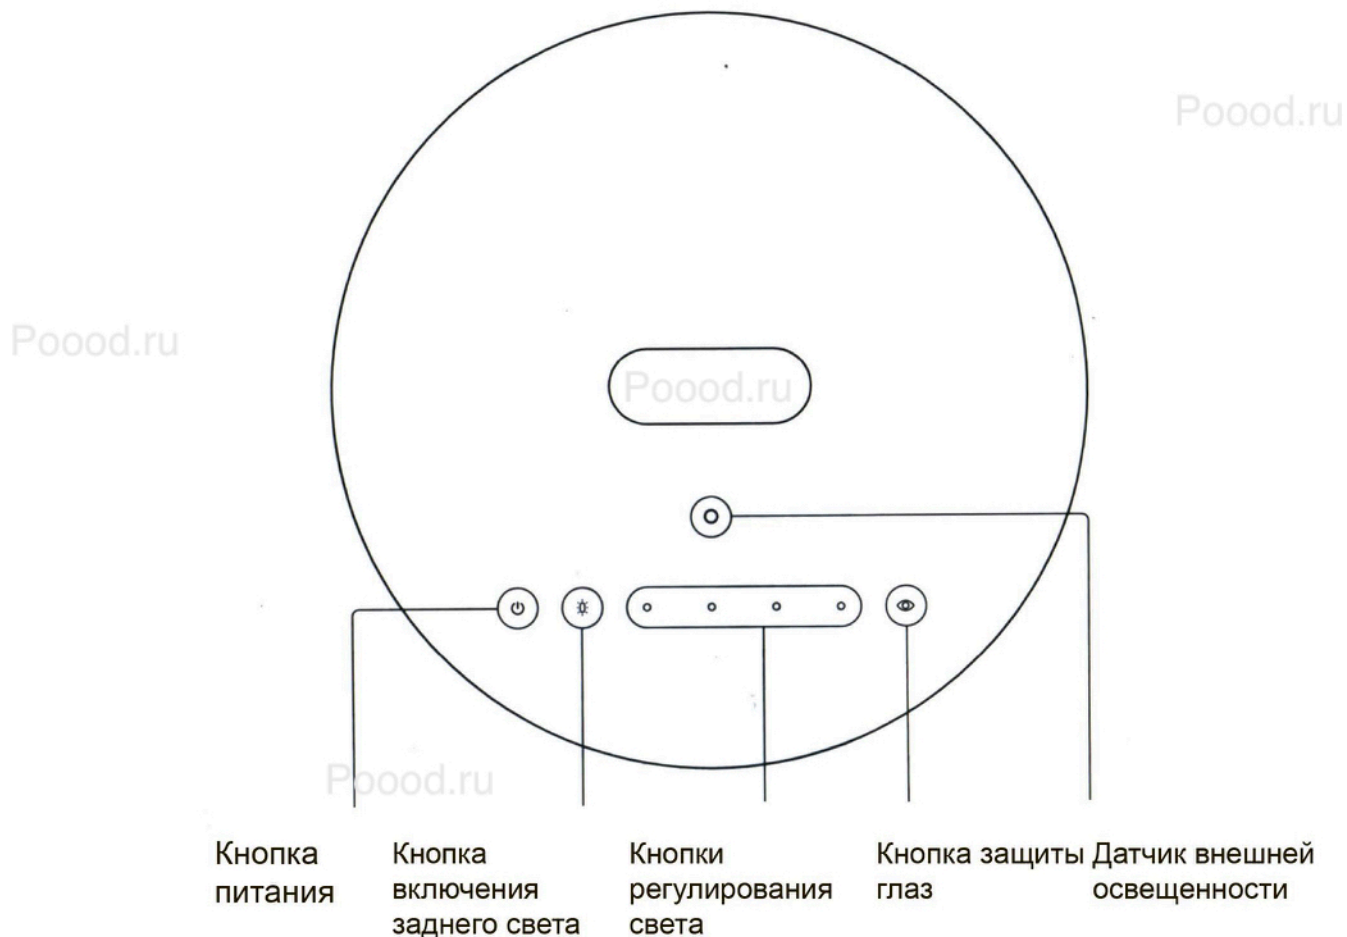 Poood.ru
Poood.ru
Poood.ru
Poood.ru
Кнопка
питания
Кнопка
включения
заднего света
Кнопки
регулирования
света
Кнопка защиты
глаз
Датчик внешней
освещенности